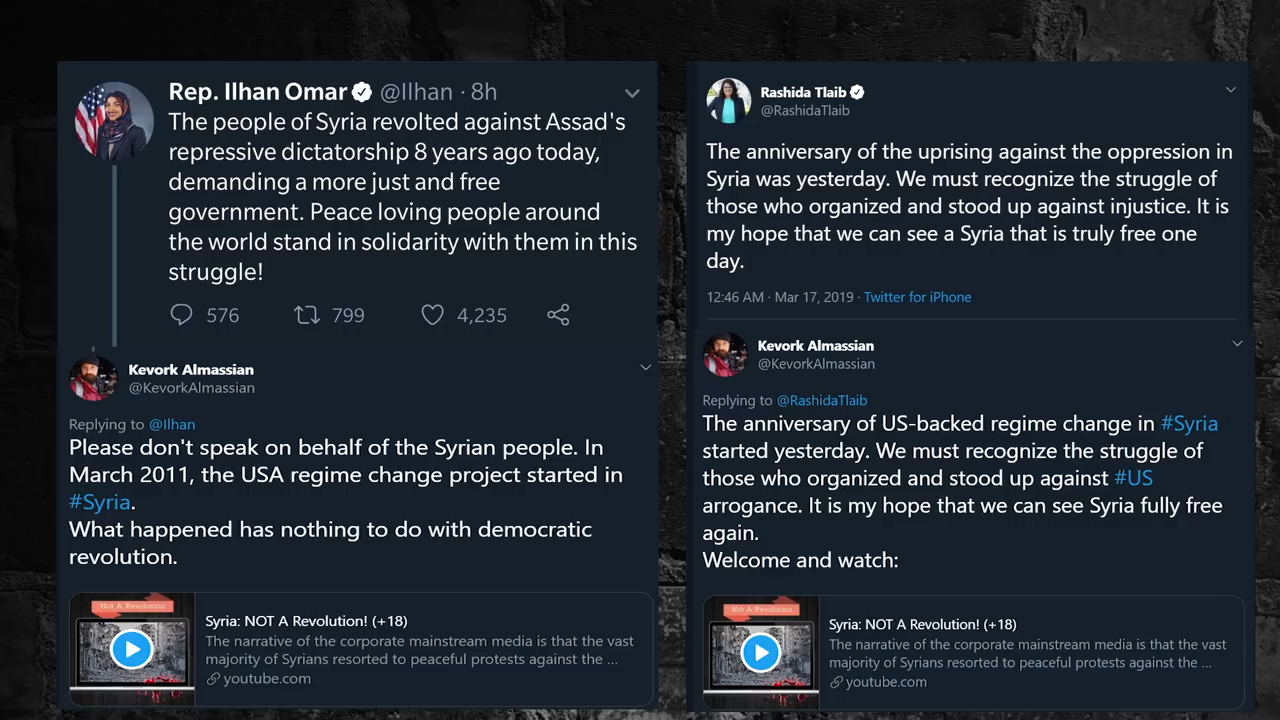 Rep. Ilhan Omar @Ilhan · 8h
The people of Syria revolted against Assad's
repressive dictatorship 8 years ago today,
demanding a more just and free
government. Peace loving people around
the world stand in solidarity with them in this
struggle!
576 799 4,235
Kevork Almassian
@KevorkAlmassian
Replying to @Ilhan
Please don't speak on behalf of the Syrian people. In
March 2011, the USA regime change project started in
#Syria.
What happened has nothing to do with democratic
revolution.
Not A Revolution
Syria: NOT A Revolution! (+18)
The narrative of the corporate mainstream media is that the vast
majority of Syrians resorted to peaceful protests against the ...
youtube.com
Rashida Tlaib
@RashidaTlaib
The anniversary of the uprising against the oppression in
Syria was yesterday. We must recognize the struggle of
those who organized and stood up against injustice. It is
my hope that we can see a Syria that is truly free one
day.
12:46 AM · Mar 17, 2019 · Twitter for iPhone
Kevork Almassian
@KevorkAlmassian
Replying to @RashidaTlaib
The anniversary of US-backed regime change in #Syria
started yesterday. We must recognize the struggle of
those who organized and stood up against #US
arrogance. It is my hope that we can see Syria fully free
again.
Welcome and watch:
Not A Revolution
Syria: NOT A Revolution! (+18)
The narrative of the corporate mainstream media is that the vast
majority of Syrians resorted to peaceful protests against the ...
youtube.com